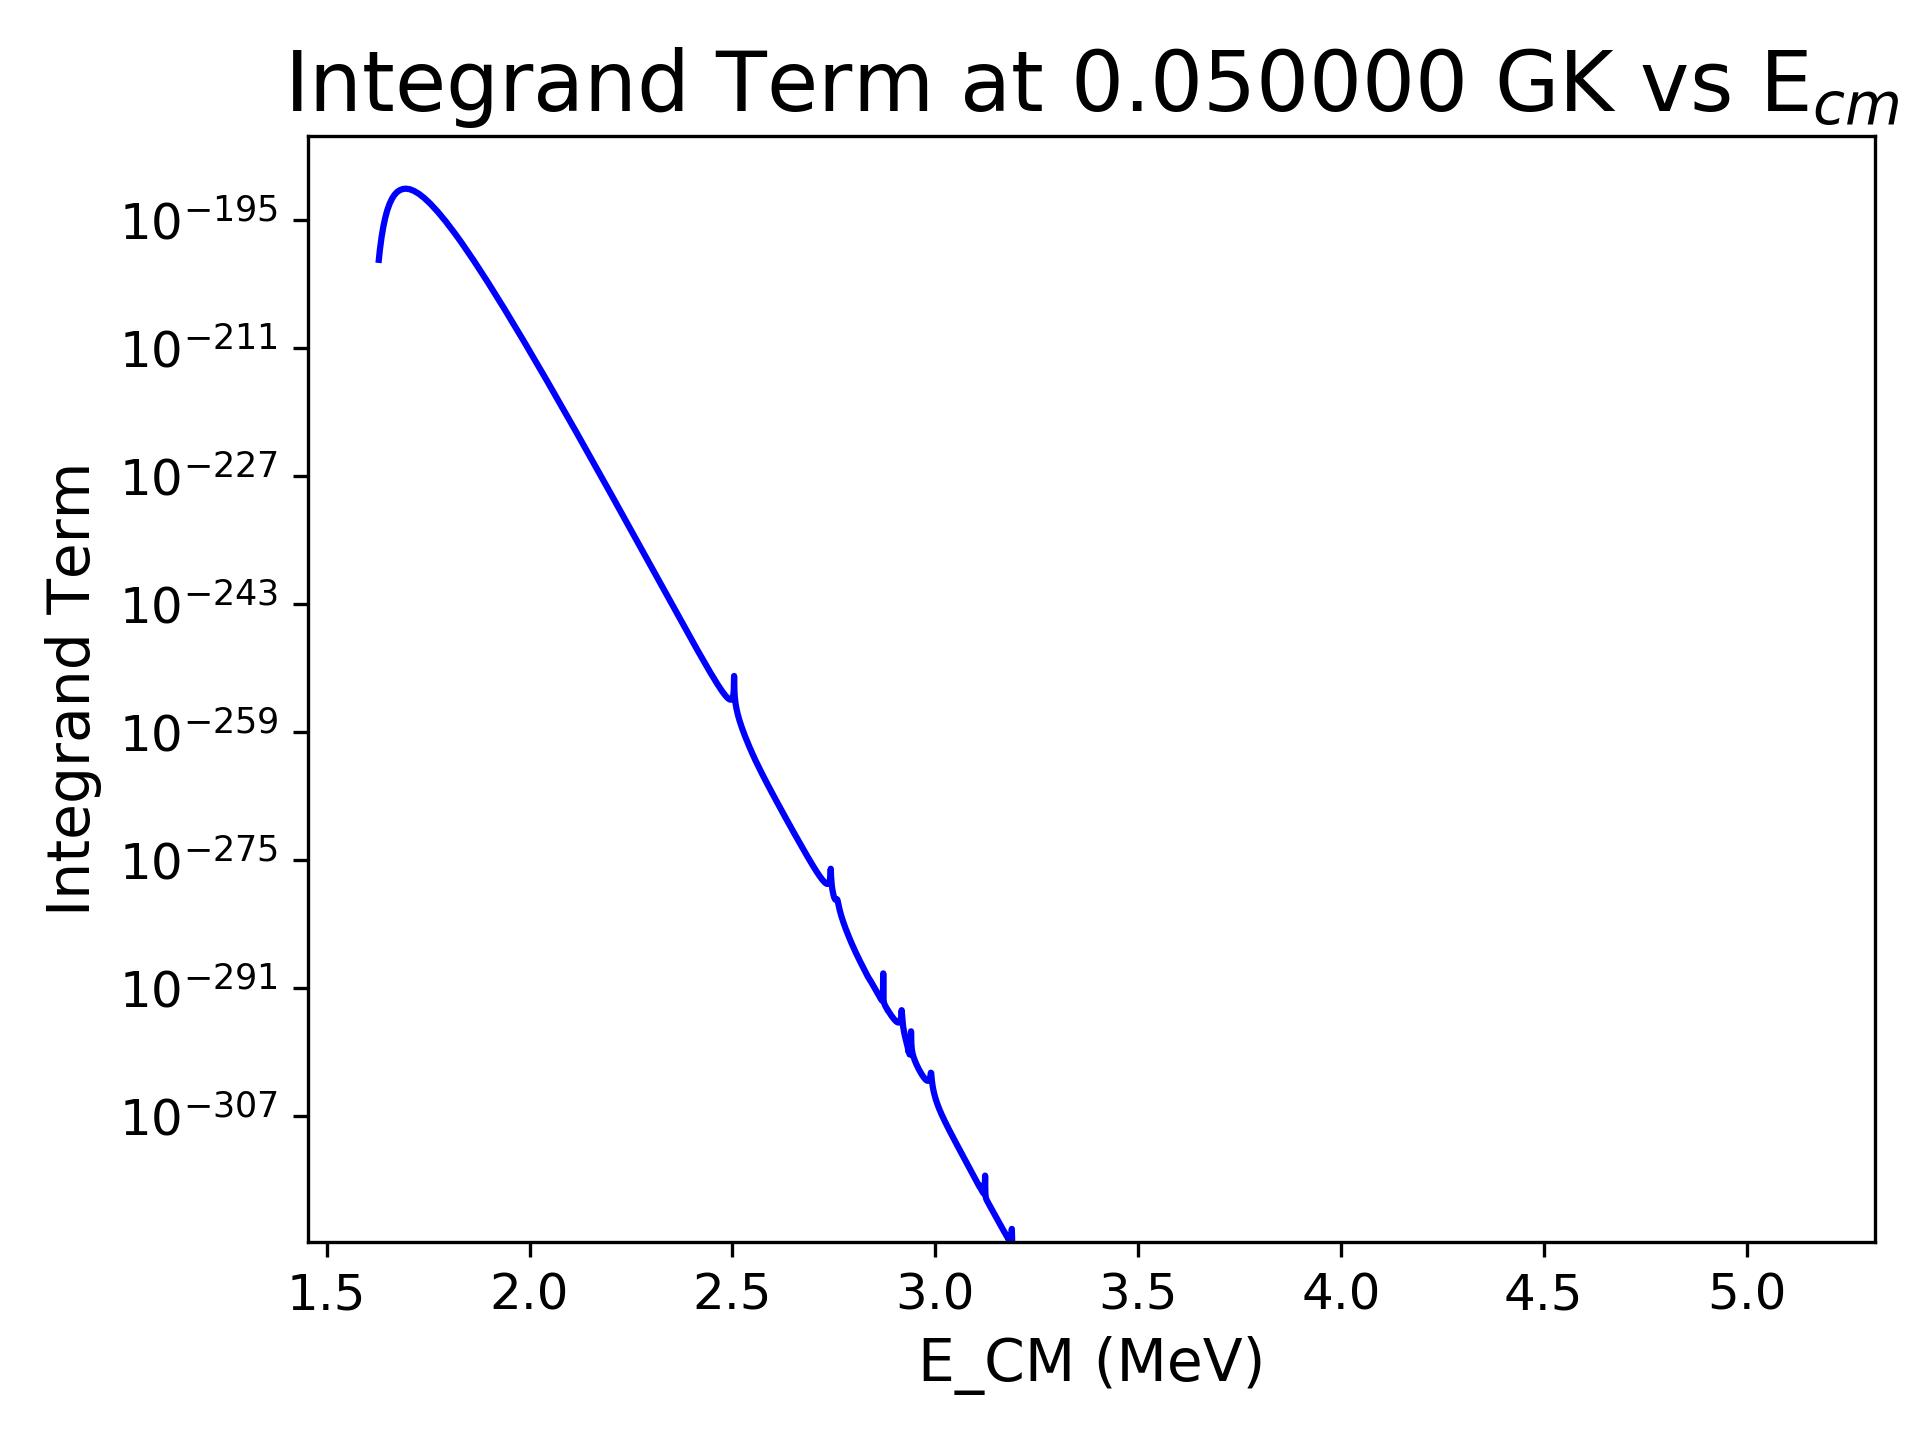 Integrand Term at 0.050000 GK vs E_cm
Integrand Term
10^−195
10^−211
10^−227
10^−243
10^−259
10^−275
10^−291
10^−307
1.5 2.0 2.5 3.0 3.5 4.0 4.5 5.0
E_CM (MeV)